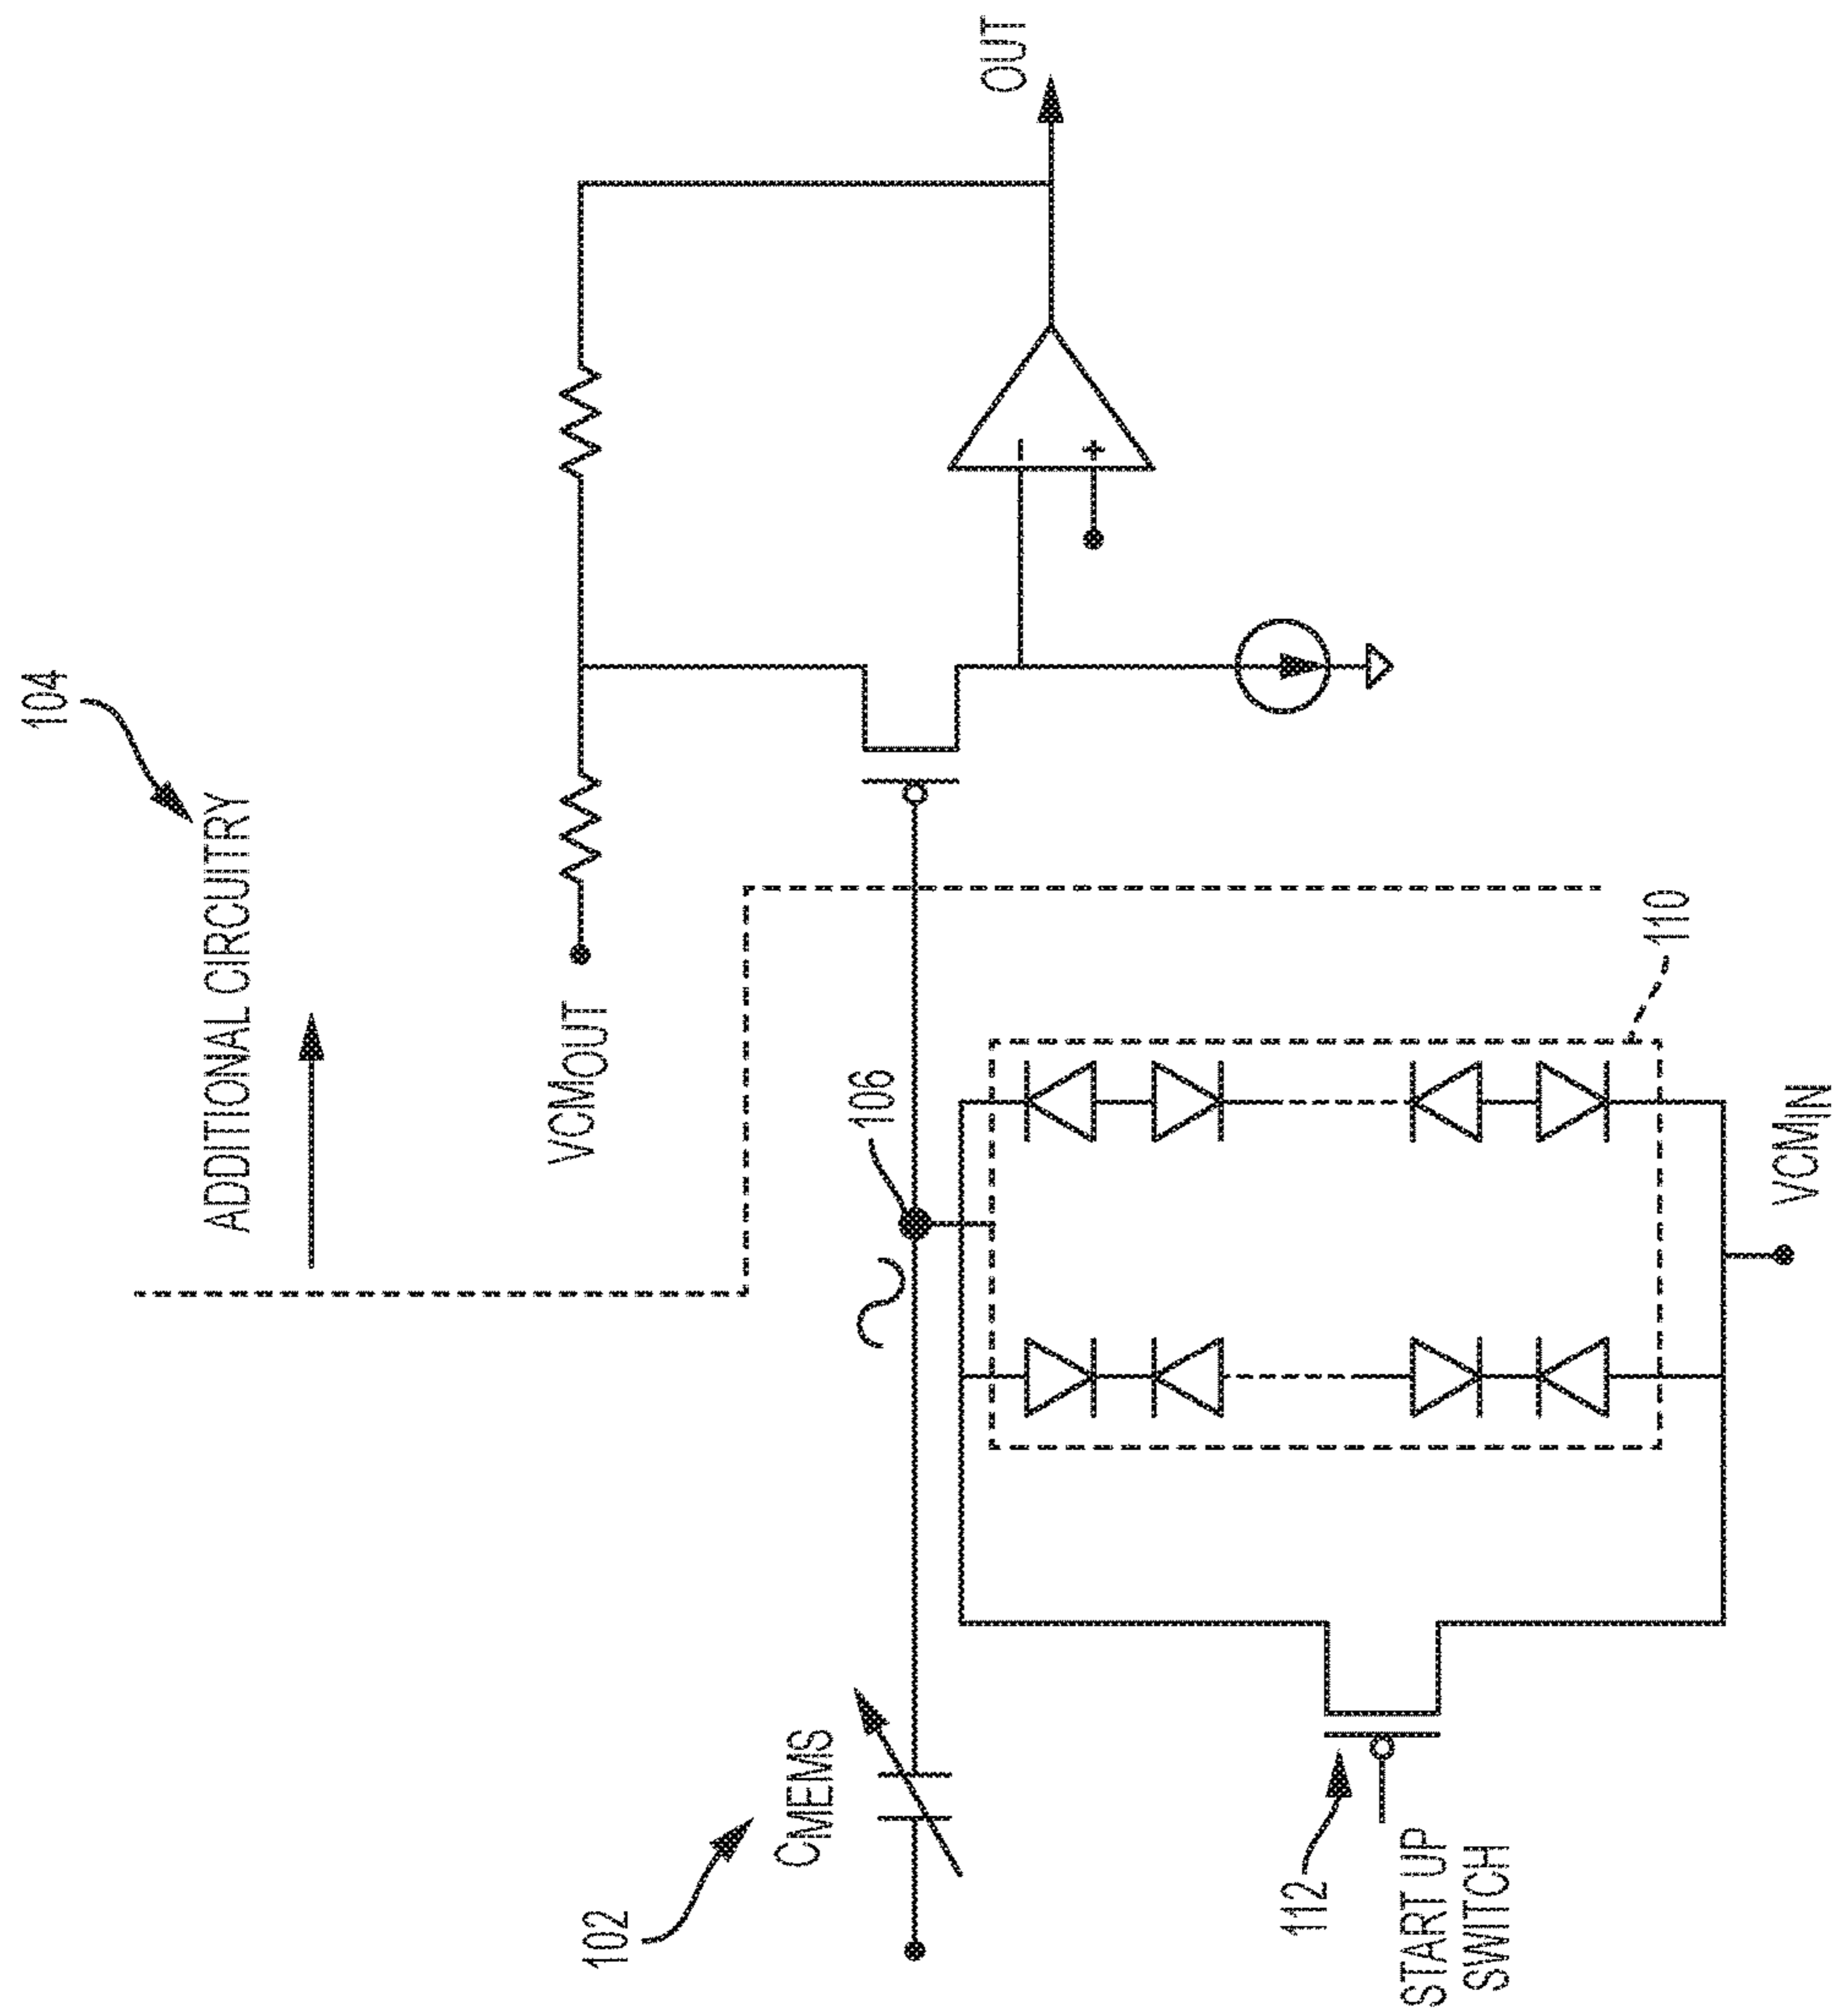 104
ADDITIONAL CIRCUITRY
OUT
VCMOUT
106
102
CMEMS
110
112
START UP
SWITCH
VCMIN
-
+